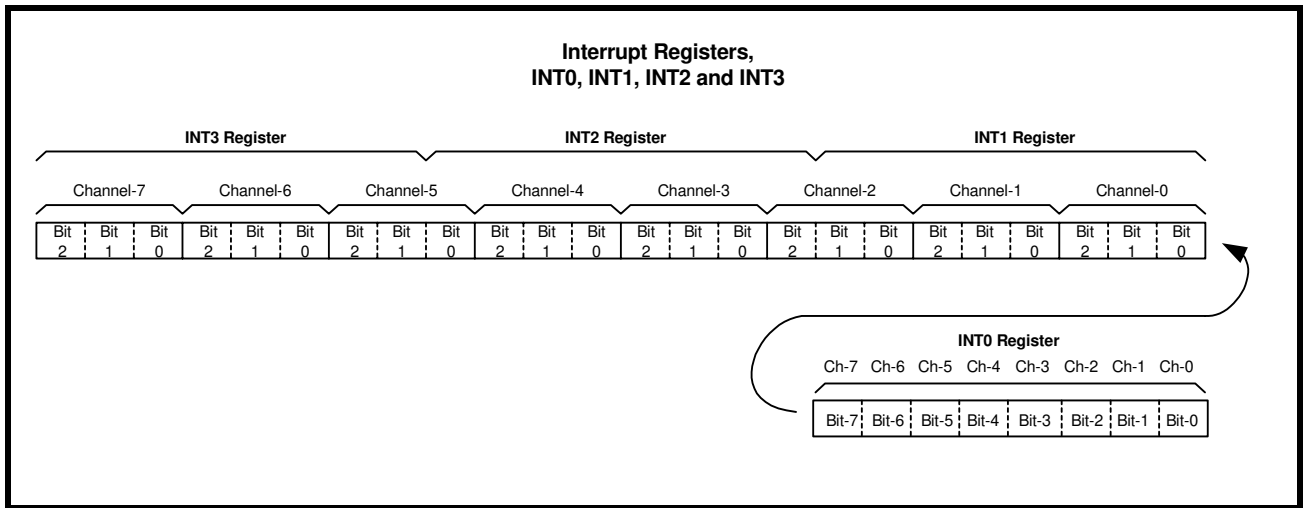 Interrupt Registers,
INT0, INT1, INT2 and INT3
INT3 Register INT2 Register INT1 Register
Channel-7 Channel-6 Channel-5 Channel-4 Channel-3 Channel-2 Channel-1 Channel-0
Bit Bit Bit Bit Bit Bit Bit Bit Bit Bit Bit Bit Bit Bit Bit Bit Bit Bit Bit Bit Bit Bit Bit Bit
2 1 0 2 1 0 2 1 0 2 1 0 2 1 0 2 1 0 2 1 0 2 1 0
INT0 Register
Ch-7 Ch-6 Ch-5 Ch-4 Ch-3 Ch-2 Ch-1 Ch-0
Bit-7 Bit-6 Bit-5 Bit-4 Bit-3 Bit-2 Bit-1 Bit-0